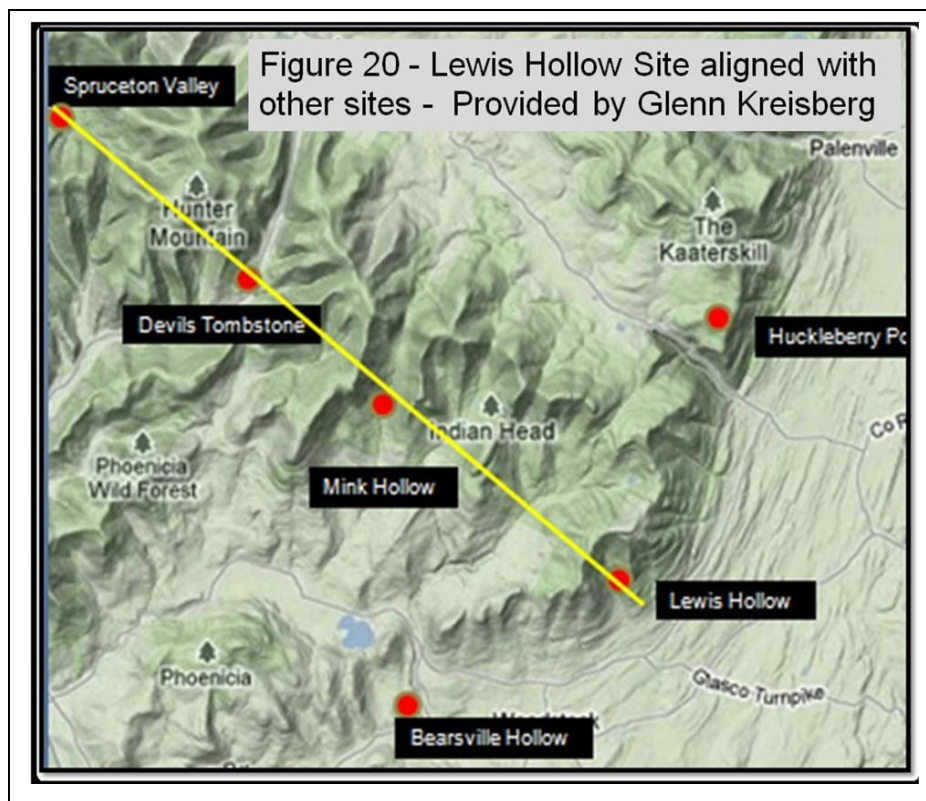 Figure 20 - Lewis Hollow Site aligned with
other sites - Provided by Glenn Kreisberg
Spruceton Valley
Palenville
Hunter
Mountain
The
Kaaterskill
Devils Tombstone
Huckleberry Po
Indian Head
Co R
Phoenicia
Wild Forest
Mink Hollow
Lewis Hollow
Phoenicia
Glasco Turnpike
Woodstock
Bearsville Hollow